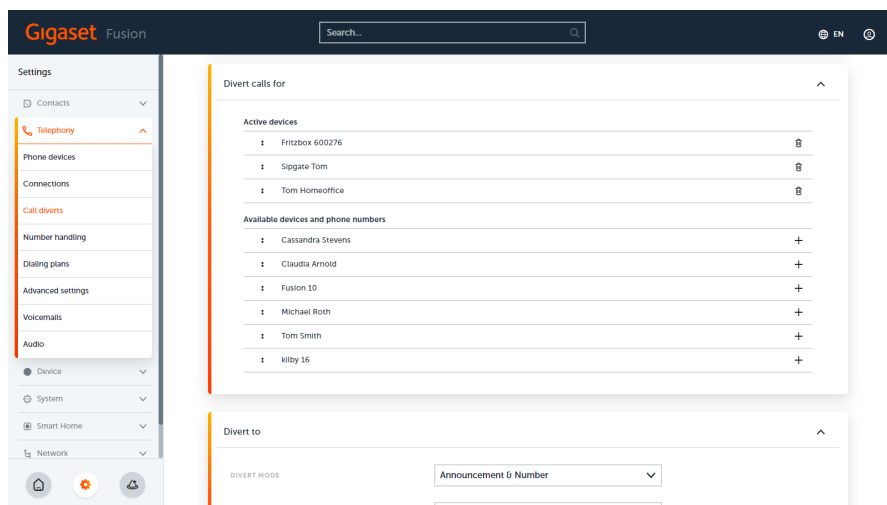 Gigaset Fusion
Search...
EN
Settings
Contacts
Telephony
Phone devices
Connections
Call diverts
Number handling
Dialing plans
Advanced settings
Voicemails
Audio
Device
System
Smart Home
Network
Divert calls for
Active devices
Fritzbox 600276
Sipgate Tom
Tom Homeoffice
Available devices and phone numbers
Cassandra Stevens
Claudia Arnold
Fusion 10
Michael Roth
Tom Smith
kilby 16
Divert to
DIVERT MODE
Announcement & Number